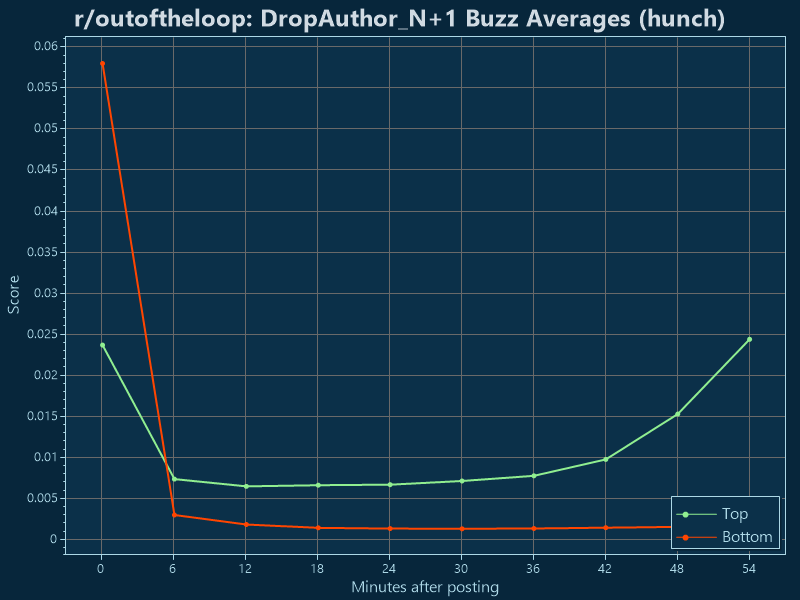 r/outoftheloop: DropAuthor_N+1 Buzz Averages (hunch)
0.06
0.055
0.05
0.045
0.04
0.035
0.03
0.025
0.02
0.015
0.01
0.005
0
Score
Top
Bottom
0 6 12 18 24 30 36 42 48 54
Minutes after posting